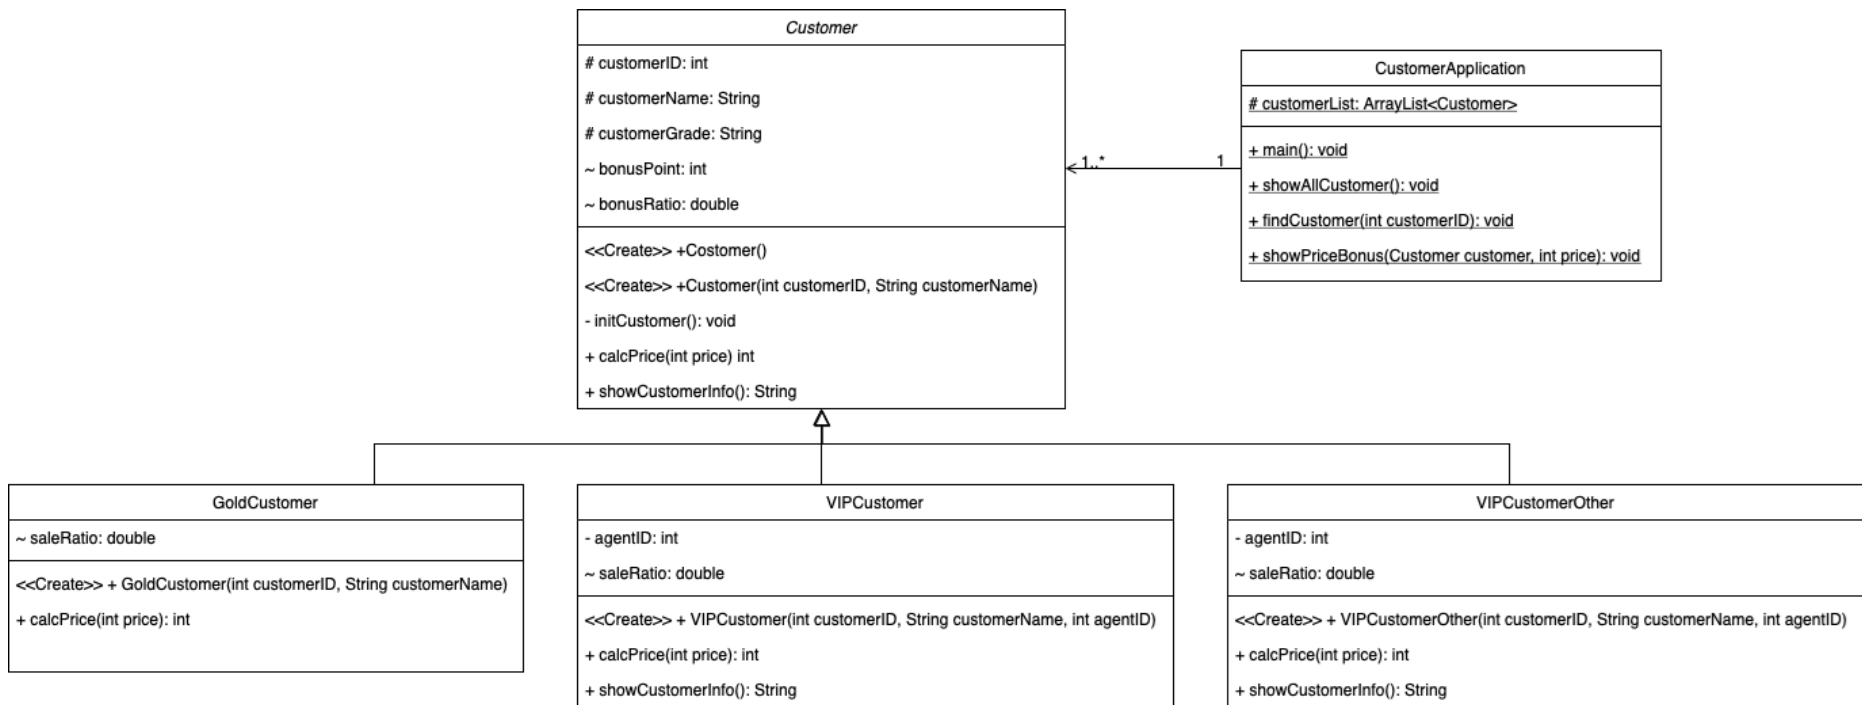 Customer
# customerID: int
# customerName: String
# customerGrade: String
~ bonusPoint: int
~ bonusRatio: double
<<Create>> +Costomer()
<<Create>> +Customer(int customerID, String customerName)
- initCustomer(): void
+ calcPrice(int price) int
+ showCustomerInfo(): String
1..*
1
CustomerApplication
# customerList: ArrayList<Customer>
+ main(): void
+ showAllCustomer(): void
+ findCustomer(int customerID): void
+ showPriceBonus(Customer customer, int price): void
GoldCustomer
~ saleRatio: double
<<Create>> + GoldCustomer(int customerID, String customerName)
+ calcPrice(int price): int
VIPCustomer
- agentID: int
~ saleRatio: double
<<Create>> + VIPCustomer(int customerID, String customerName, int agentID)
+ calcPrice(int price): int
+ showCustomerInfo(): String
VIPCustomerOther
- agentID: int
~ saleRatio: double
<<Create>> + VIPCustomerOther(int customerID, String customerName, int agentID)
+ calcPrice(int price): int
+ showCustomerInfo(): String